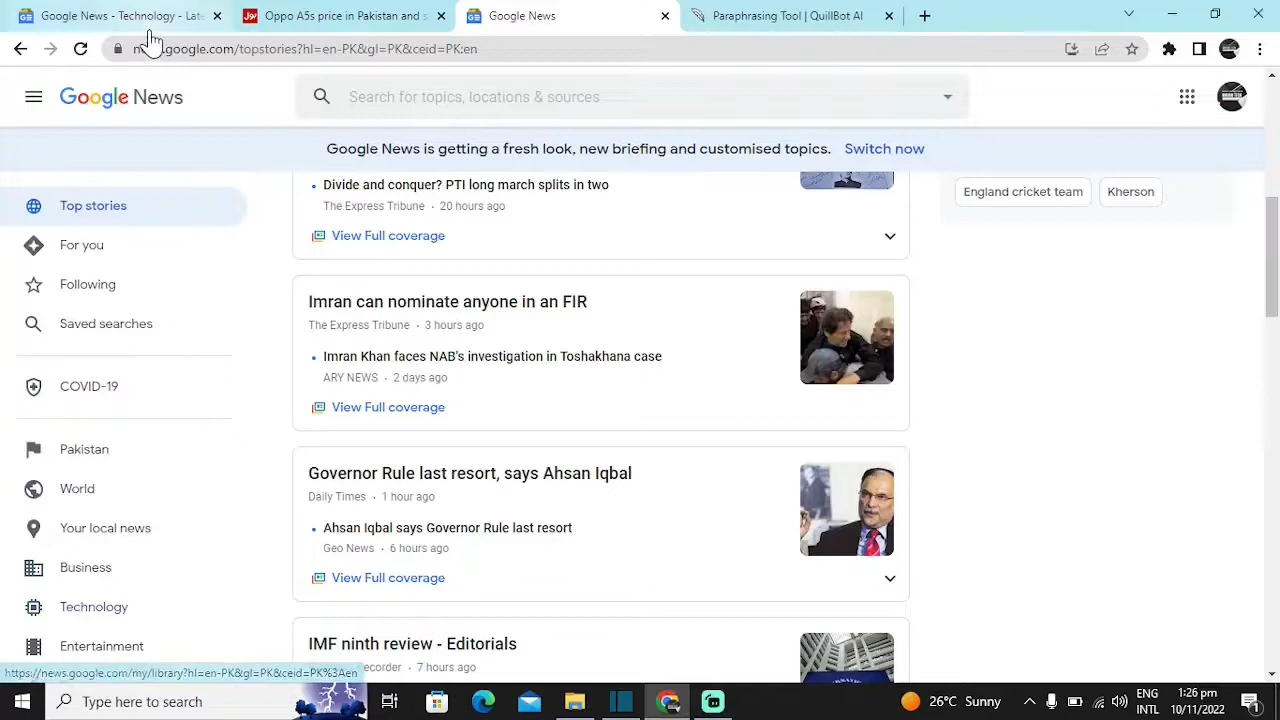 Google News - Technology - Lat
Oppo A5s price in Pakistan and s
Google News
Paraphrasing Tool | QuillBot AI
google.com/topstories?hl=en-PK&gl=PK&ceid=PK:en
Google News
Search for topics, locations & sources
Google News is getting a fresh look, new briefing and customised topics. Switch now
Top stories
For you
Following
Saved searches
COVID-19
Pakistan
World
Your local news
Business
Technology
Entertainment
Divide and conquer? PTI long march splits in two
The Express Tribune · 20 hours ago
View Full coverage
Imran can nominate anyone in an FIR
The Express Tribune · 3 hours ago
Imran Khan faces NAB's investigation in Toshakhana case
ARY NEWS · 2 days ago
View Full coverage
Governor Rule last resort, says Ahsan Iqbal
Daily Times · 1 hour ago
Ahsan Iqbal says Governor Rule last resort
Geo News · 6 hours ago
View Full coverage
IMF ninth review - Editorials
ecorder · 7 hours ago
England cricket team
Kherson
https://news.google.com/my/library?hl=en-PK&gl=PK&ceid=PK%3Aen
Type here to search
26°C Sunny
ENG
INTL
1:26 pm
10/11/2022